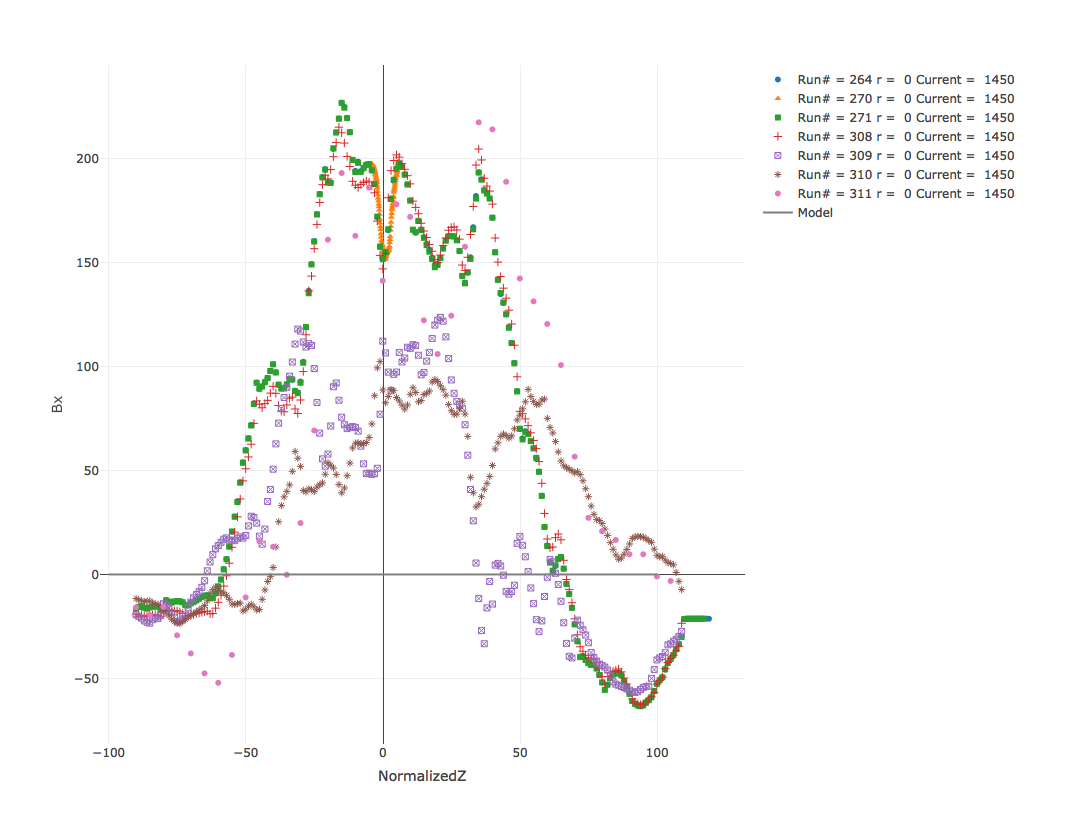 Run# = 264 r =  0 Current =  1450
Run# = 270 r =  0 Current =  1450
Run# = 271 r =  0 Current =  1450
Run# = 308 r =  0 Current =  1450
Run# = 309 r =  0 Current =  1450
Run# = 310 r =  0 Current =  1450
Run# = 311 r =  0 Current =  1450
Model
200
150
100
50
0
−50
Bx
−100 −50 0 50 100
NormalizedZ